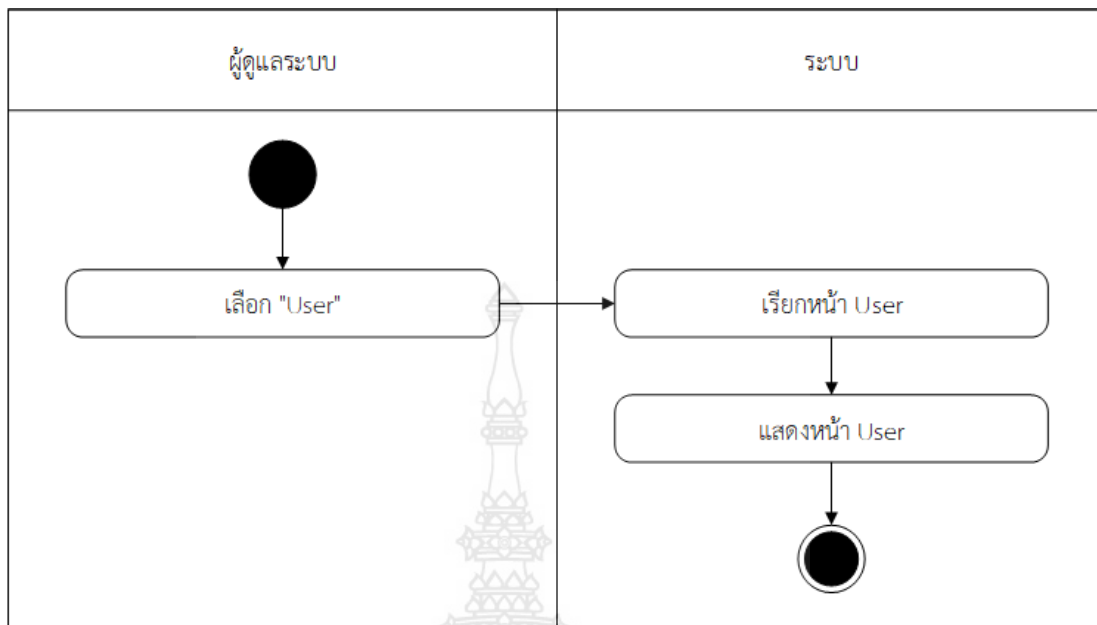 ผู้ดูแลระบบ
ระบบ
เลือก "User"
เรียกหน้า User
แสดงหน้า User